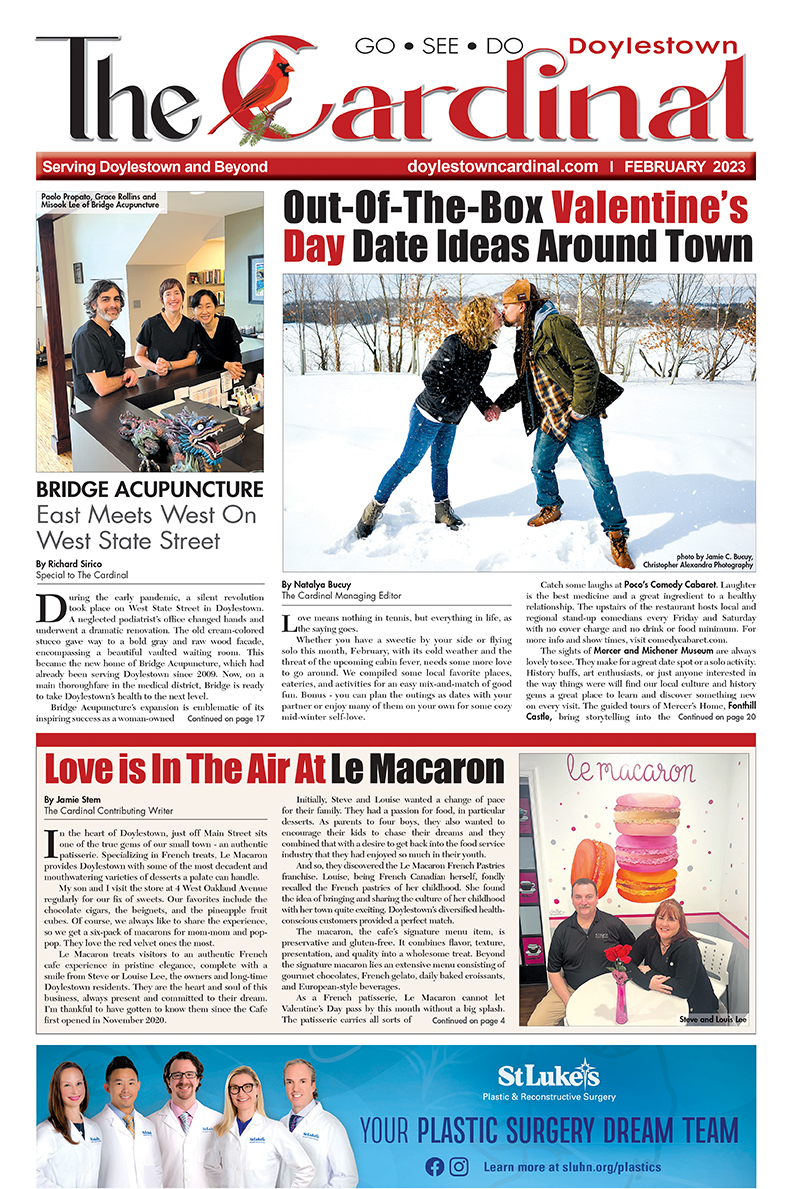 GO • SEE • DO
Doylestown
The Cardinal
Serving Doylestown and Beyond
doylestowncardinal.com | FEBRUARY 2023
Paolo Propato, Grace Rollins and
Misook Lee of Bridge Acupuncture
BRIDGE ACUPUNCTURE
East Meets West On
West State Street
By Richard Sirico
Special to The Cardinal
During the early pandemic, a silent revolution
took place on West State Street in Doylestown.
A neglected podiatrist's office changed hands and
underwent a dramatic renovation. The old cream-colored
stucco gave way to a bold gray and raw wood facade,
encompassing a beautiful vaulted waiting room. This
became the new home of Bridge Acupuncture, which had
already been serving Doylestown since 2009. Now, on a
main thoroughfare in the medical district, Bridge is ready
to take Doylestown's health to the next level.
Bridge Acupuncture's expansion is emblematic of its
inspiring success as a woman-owned Continued on page 17
Out-Of-The-Box Valentine's
Day Date Ideas Around Town
photo by Jamie C. Bucuy,
Christopher Alexandra Photography
By Natalya Bucuy
The Cardinal Managing Editor
Love means nothing in tennis, but everything in life, as
the saying goes.
Whether you have a sweetie by your side or flying
solo this month, February, with its cold weather and the
threat of the upcoming cabin fever, needs some more love
to go around. We compiled some local favorite places,
eateries, and activities for an easy mix-and-match of good
fun. Bonus - you can plan the outings as dates with your
partner or enjoy many of them on your own for some cozy
mid-winter self-love.
Catch some laughs at Poco's Comedy Cabaret. Laughter
is the best medicine and a great ingredient to a healthy
relationship. The upstairs of the restaurant hosts local and
regional stand-up comedians every Friday and Saturday
with no cover charge and no drink or food minimum. For
more info and show times, visit comedycabaret.com.
The sights of Mercer and Michener Museum are always
lovely to see. They make for a great date spot or a solo activity.
History buffs, art enthusiasts, or just anyone interested in
the way things were will find our local culture and history
gems a great place to learn and discover something new
on every visit. The guided tours of Mercer's Home, Fonthill
Castle, bring storytelling into the Continued on page 20
Love is In The Air At Le Macaron
By Jamie Stem
The Cardinal Contributing Writer
In the heart of Doylestown, just off Main Street sits
one of the true gems of our small town - an authentic
patisserie. Specializing in French treats, Le Macaron
provides Doylestown with some of the most decadent and
mouthwatering varieties of desserts a palate can handle.
My son and I visit the store at 4 West Oakland Avenue
regularly for our fix of sweets. Our favorites include the
chocolate cigars, the beignets, and the pineapple fruit
cubes. Of course, we always like to share the experience,
so we get a six-pack of macarons for mom-mom and pop-
pop. They love the red velvet ones the most.
Le Macaron treats visitors to an authentic French
cafe experience in pristine elegance, complete with a
smile from Steve or Louise Lee, the owners and long-time
Doylestown residents. They are the heart and soul of this
business, always present and committed to their dream.
I'm thankful to have gotten to know them since the Cafe
first opened in November 2020.
Initially, Steve and Louise wanted a change of pace
for their family. They had a passion for food, in particular
desserts. As parents to four boys, they also wanted to
encourage their kids to chase their dreams and they
combined that with a desire to get back into the food service
industry that they had enjoyed so much in their youth.
And so, they discovered the Le Macaron French Pastries
franchise. Louise, being French Canadian herself, fondly
recalled the French pastries of her childhood. She found
the idea of bringing and sharing the culture of her childhood
with her town quite exciting. Doylestown's diversified health-
conscious customers provided a perfect match.
The macaron, the cafe's signature menu item, is
preservative and gluten-free. It combines flavor, texture,
presentation, and quality into a wholesome treat. Beyond
the signature macaron lies an extensive menu consisting of
gourmet chocolates, French gelato, daily baked croissants,
and European-style beverages.
As a French patisserie, Le Macaron cannot let
Valentine's Day pass by this month without a big splash.
The patisserie carries all sorts of Continued on page 4
le macaron
Steve and Louis Lee
StLuke's
Plastic & Reconstructive Surgery
YOUR PLASTIC SURGERY DREAM TEAM
Learn more at sluhn.org/plastics